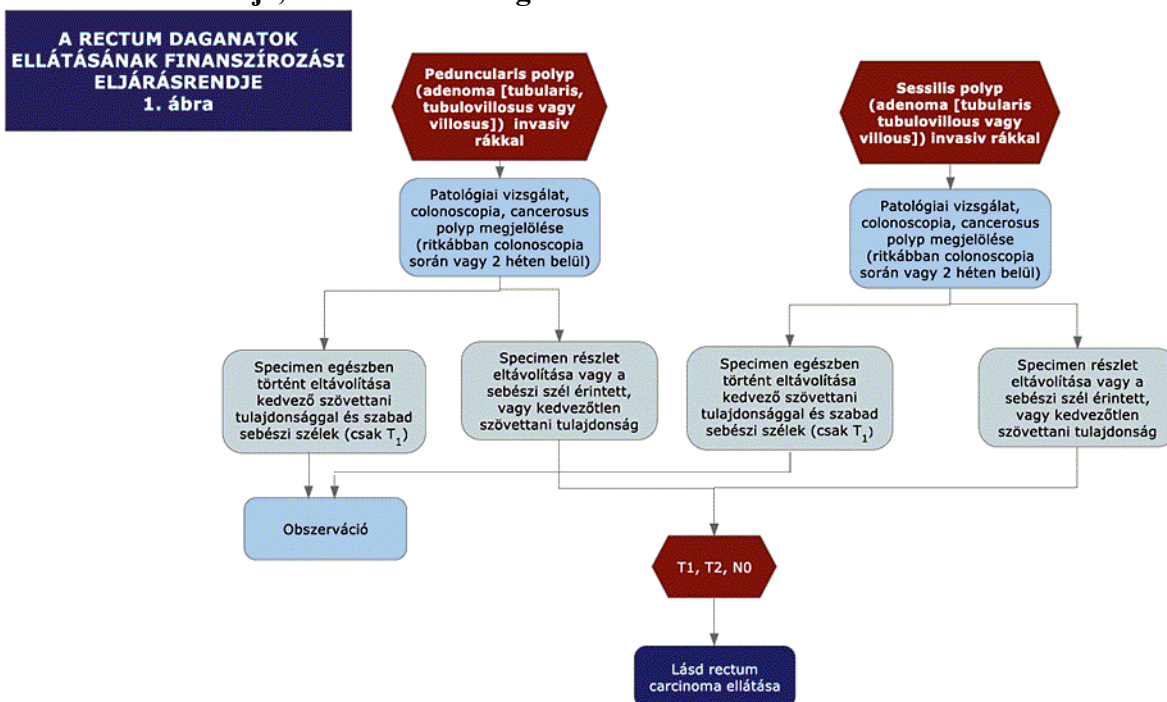 A RECTUM DAGANATOK
ELLÁTÁSÁNAK FINANSZÍROZÁSI
ELJÁRÁSRENDJE
1. ábra
Peduncularis polyp
(adenoma [tubularis,
tubulovillosus vagy
villosus]) invasiv
rákkal
Sessilis polyp
(adenoma [tubularis
tubulovillous vagy
villous]) invasiv rákkal
Patológiai vizsgálat,
colonoscopia, cancerosus
polyp megjelölése
(ritkábban colonoscopia
során vagy 2 héten belül)
Patológiai vizsgálat,
colonoscopia, cancerosus
polyp megjelölése
(ritkábban colonoscopia
során vagy 2 héten belül)
Specimen egészben
történt eltávolítása
kedvező szövettani
tulajdonsággal és szabad
sebészi szélek (csak T1)
Specimen részlet
eltávolítása vagy a
sebészi szél érintett,
vagy kedvezőtlen
szövettani tulajdonság
Specimen egészben
történt eltávolítása
kedvező szövettani
tulajdonsággal és szabad
sebészi szélek (csak T1)
Specimen részlet
eltávolítása vagy a
sebészi szél érintett,
vagy kedvezőtlen
szövettani tulajdonság
Obszerváció
T1, T2, N0
Lásd rectum
carcinoma ellátása